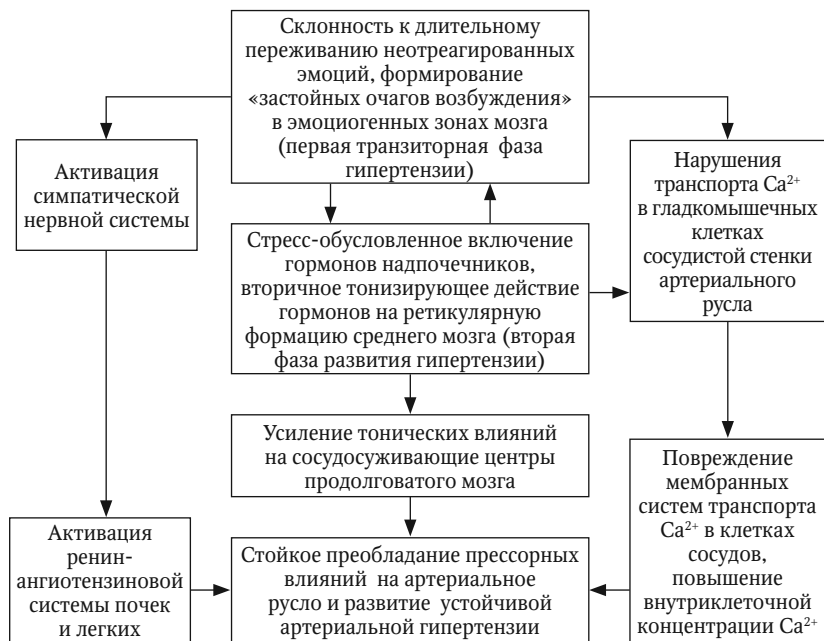 Склонность к длительному
переживанию неотреагированных
эмоций, формирование
«застойных очагов возбуждения»
в эмоциогенных зонах мозга
(первая транзиторная фаза
гипертензии)
Активация
симпатической
нервной системы
Нарушения
транспорта Ca²⁺
в гладкомышечных
клетках
сосудистой стенки
артериального
русла
Стресс-обусловленное включение
гормонов надпочечников,
вторичное тонизирующее действие
гормонов на ретикулярную
формацию среднего мозга (вторая
фаза развития гипертензии)
Усиление тонических влияний
на сосудосуживающие центры
продолговатого мозга
Повреждение
мембранных
систем транспорта
Ca²⁺ в клетках
сосудов,
повышение
внутриклеточной
концентрации Ca²⁺
Активация
ренин-
ангиотензиновой
системы почек
и легких
Стойкое преобладание прессорных
влияний на артериальное
русло и развитие устойчивой
артериальной гипертензии